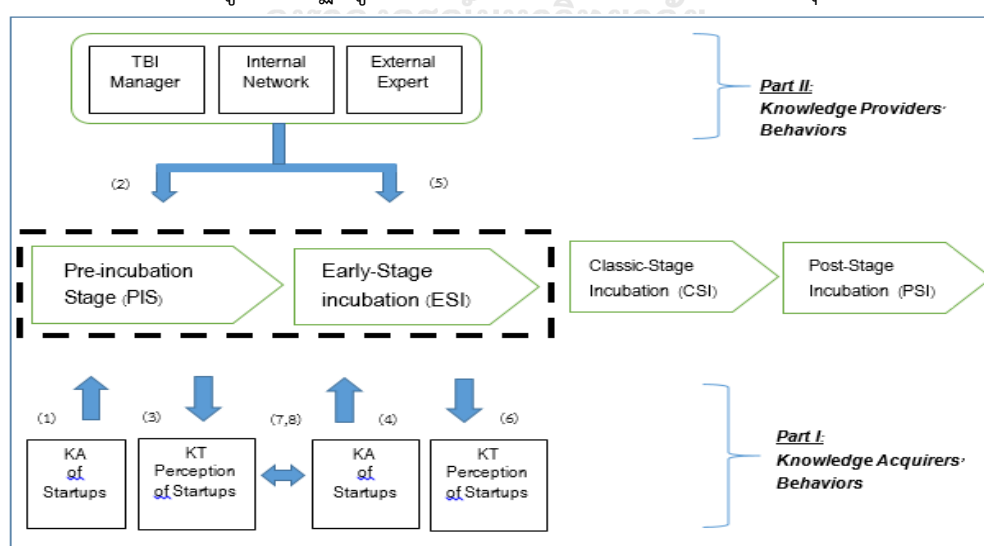 TBI
Manager
Internal
Network
External
Expert
Part II:
Knowledge Providers'
Behaviors
(2)
(5)
Pre-incubation
Stage (PIS)
Early-Stage
incubation (ESI)
Classic-Stage
Incubation (CSI)
Post-Stage
Incubation (PSI)
(1)
(3)
(7,8)
(4)
(6)
KA
of
Startups
KT
Perception
of Startups
KA
of
Startups
KT
Perception
of Startups
Part I:
Knowledge Acquirers'
Behaviors